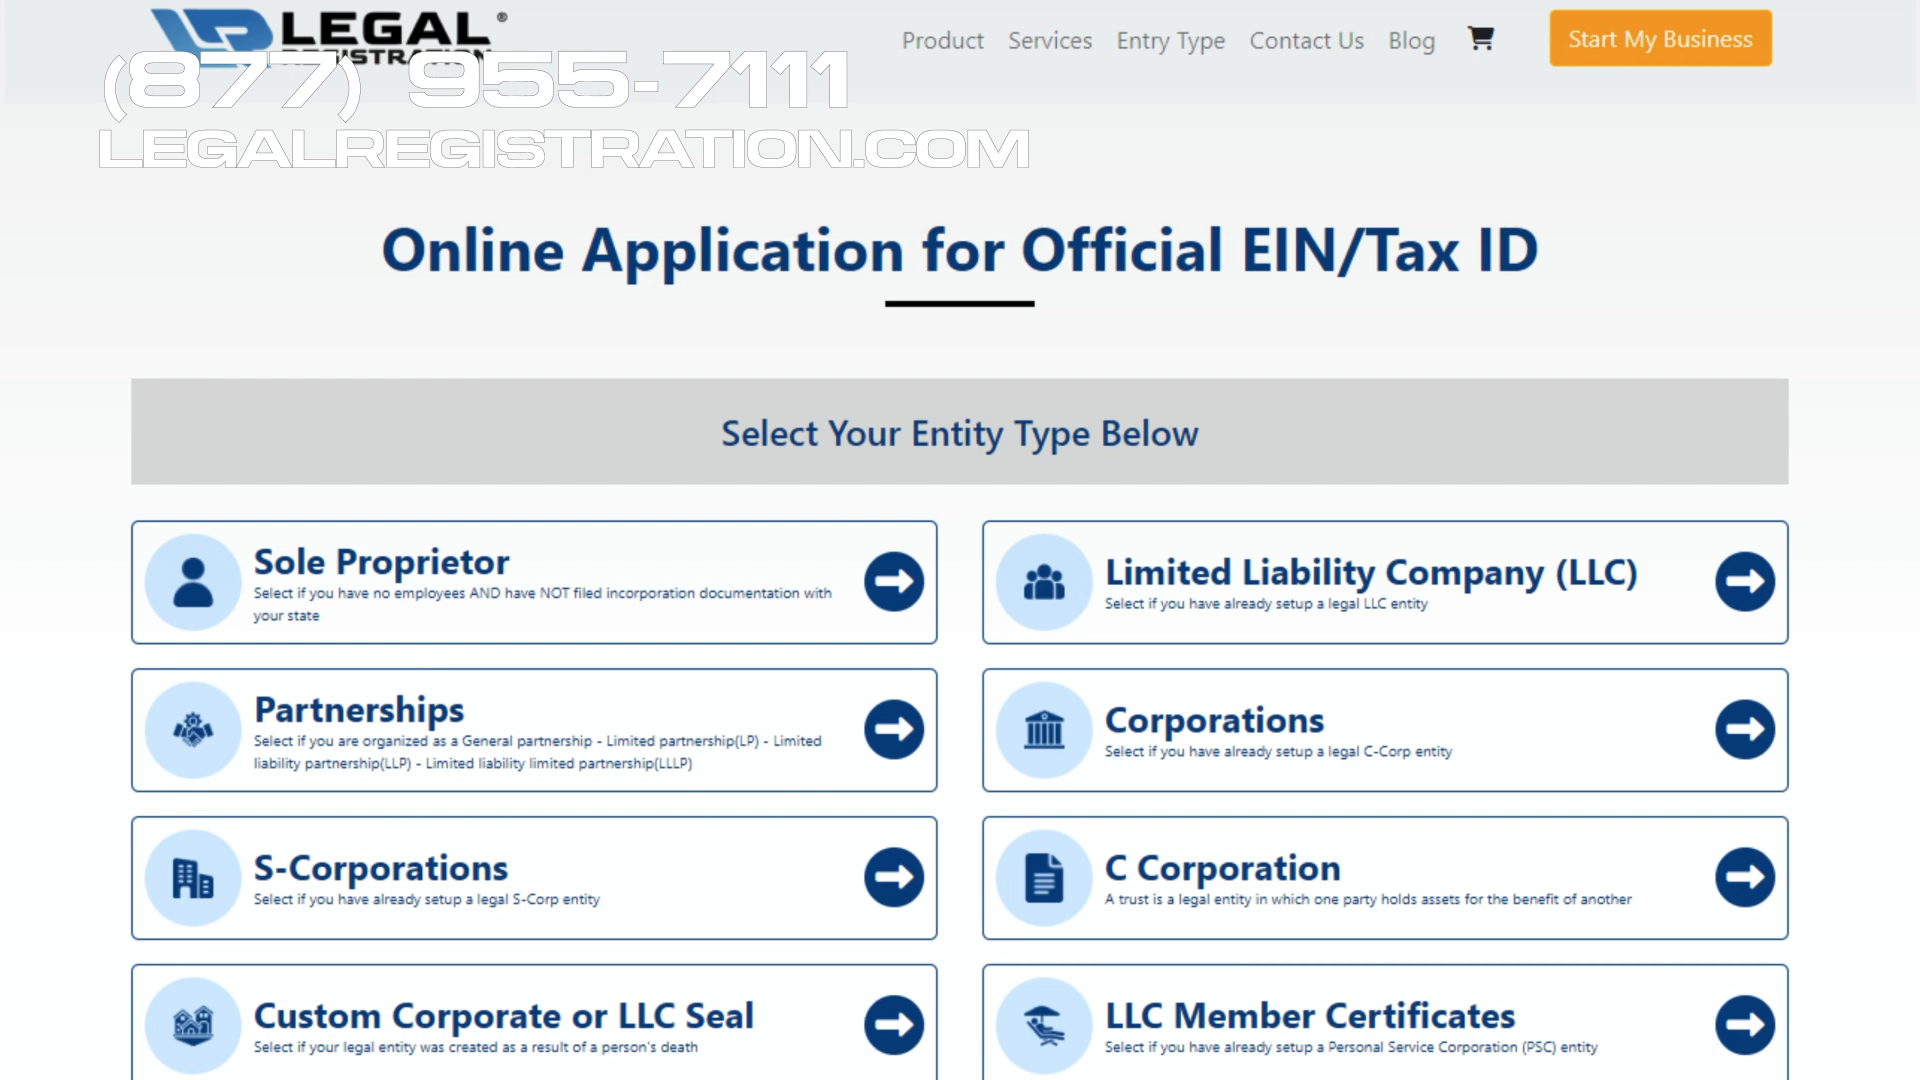 LEGAL®
REGISTRATION
Product Services Entry Type Contact Us Blog Start My Business
(877) 955-7111
LEGALREGISTRATION.COM
Online Application for Official EIN/Tax ID
Select Your Entity Type Below
Sole Proprietor
Select if you have no employees AND have NOT filed incorporation documentation with
your state
Limited Liability Company (LLC)
Select if you have already setup a legal LLC entity
Partnerships
Select if you are organized as a General partnership - Limited partnership(LP) - Limited
liability partnership(LLP) - Limited liability limited partnership(LLLP)
Corporations
Select if you have already setup a legal C-Corp entity
S-Corporations
Select if you have already setup a legal S-Corp entity
C Corporation
A trust is a legal entity in which one party holds assets for the benefit of another
Custom Corporate or LLC Seal
Select if your legal entity was created as a result of a person's death
LLC Member Certificates
Select if you have already setup a Personal Service Corporation (PSC) entity